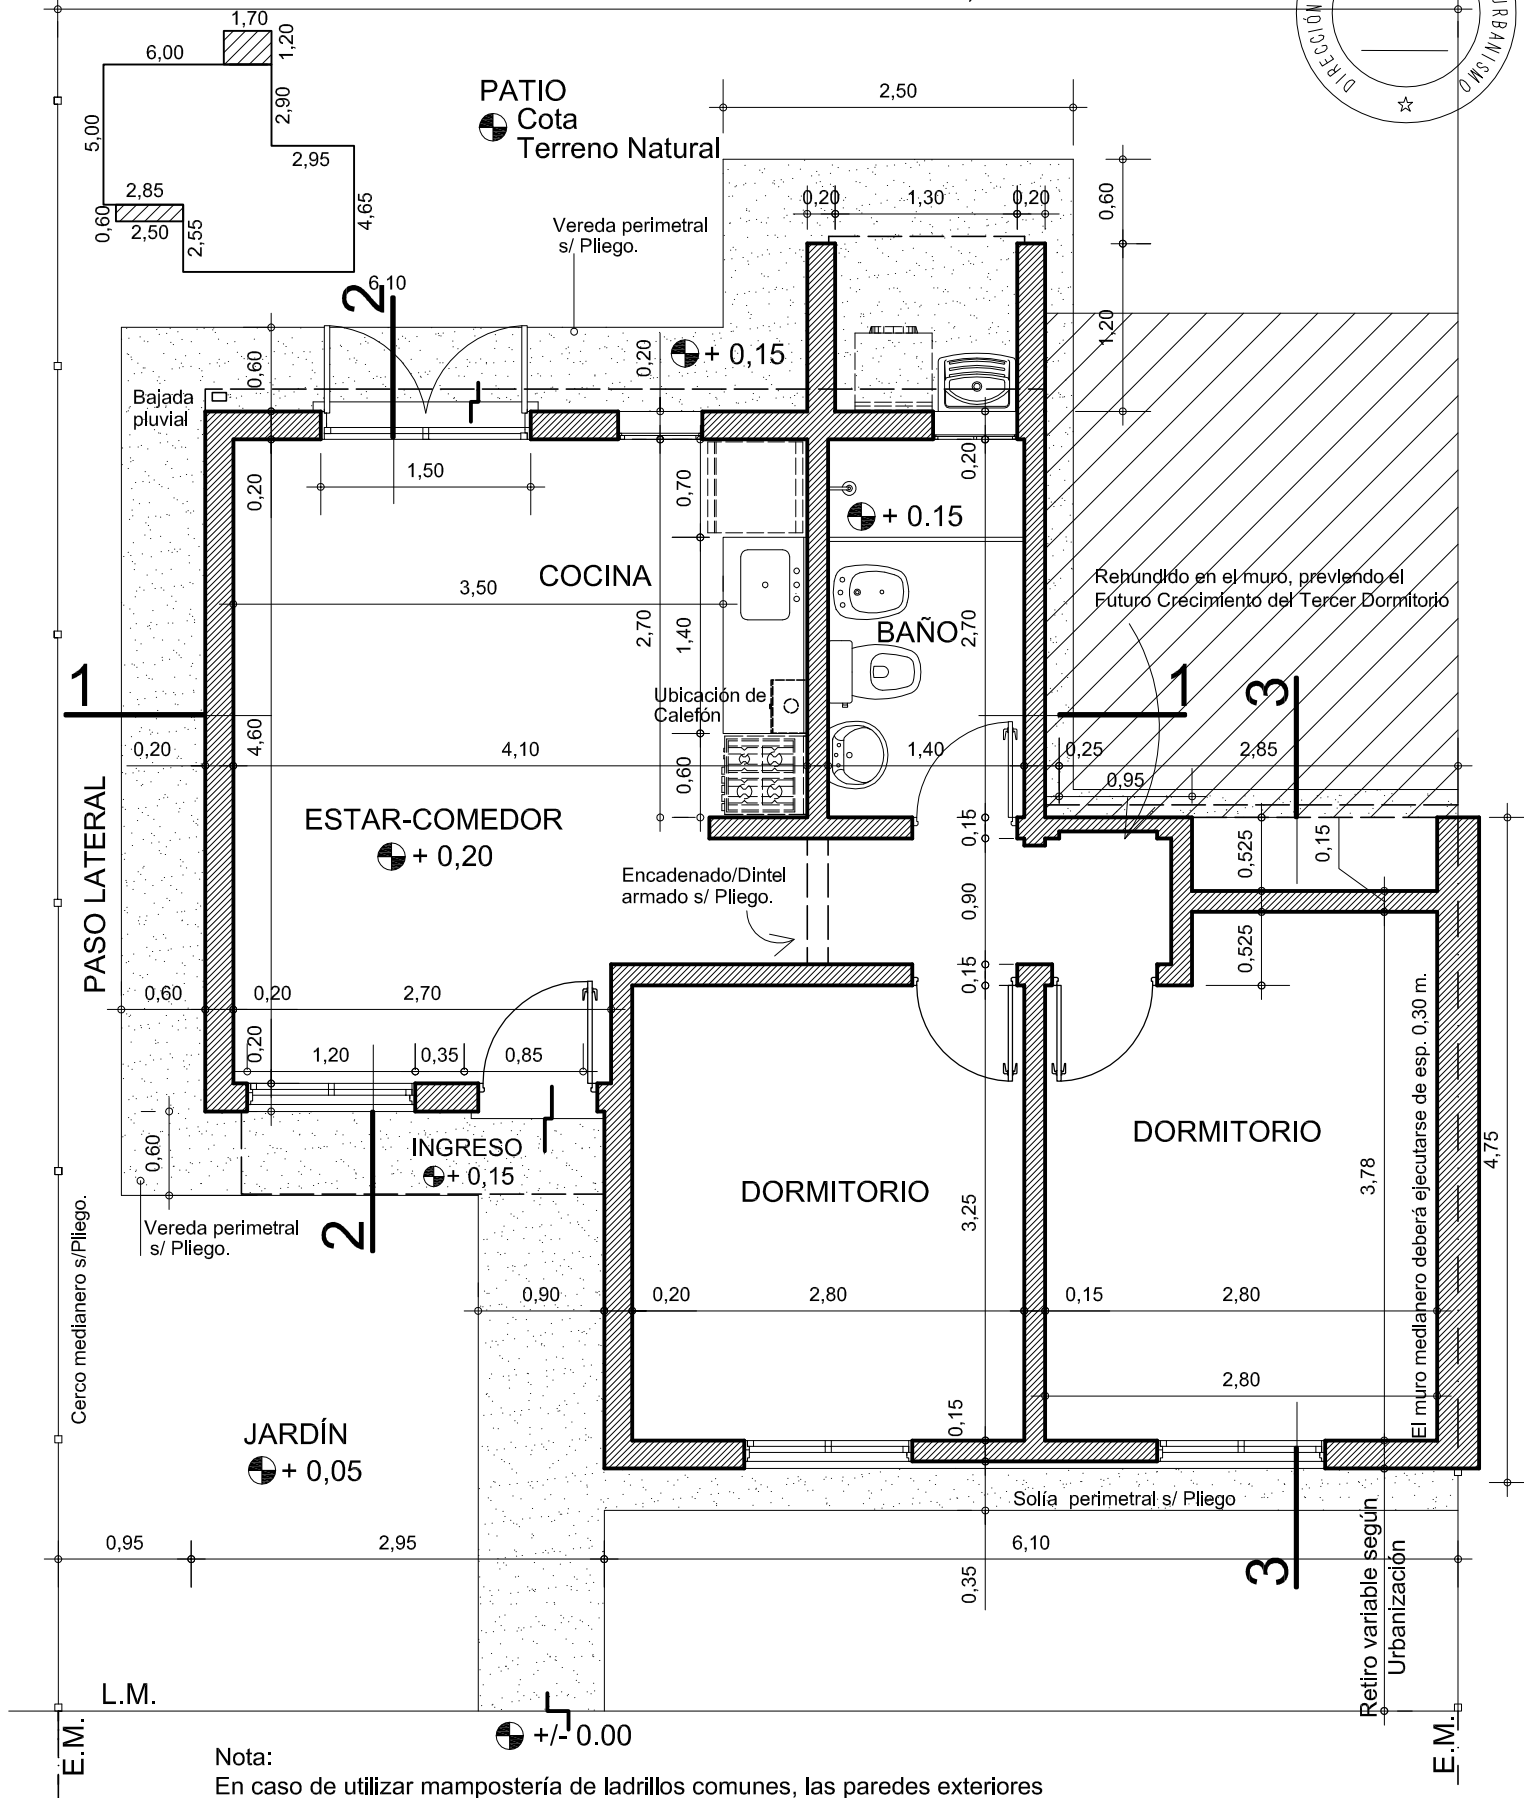 DIRECCIÓN
URBANISMO
1,70
1,20
6,00
2,90
5,00
2,95
2,85
4,65
0,60
2,50
2,55
6,10
PATIO
Cota
Terreno Natural
2,50
0,20
1,30
0,20
0,60
Vereda perimetral
s/ Pliego.
2
0,60
0,20
+ 0,15
1,20
Bajada
pluvial
1,50
0,20
0,70
0,20
+ 0.15
COCINA
3,50
Rehundido en el muro, previendo el
Futuro Crecimiento del Tercer Dormitorio
2,70
1,40
BAÑO
2,70
1
1
3
Ubicación de
Calefón
0,20
4,60
4,10
0,60
1,40
0,25
2,85
0,95
PASO LATERAL
ESTAR-COMEDOR
+ 0,20
0,15
0,525
0,15
Encadenado/Dintel
armado s/ Pliego.
0,90
0,525
0,15
0,60
0,20
2,70
0,20
1,20
0,35
0,85
El muro medianero deberá ejecutarse de esp. 0,30 m.
INGRESO
+ 0,15
0,60
DORMITORIO
3,78
4,75
DORMITORIO
3,25
2
Vereda perimetral
s/ Pliego.
Cerco medianero s/Pliego.
0,90
0,20
2,80
0,15
2,80
2,80
0,15
JARDÍN
+ 0,05
Solía perimetral s/ Pliego
0,95
2,95
6,10
0,35
3
Retiro variable según
Urbanización
L.M.
E.M.
E.M.
+/- 0.00
Nota:
En caso de utilizar mampostería de ladrillos comunes, las paredes exteriores